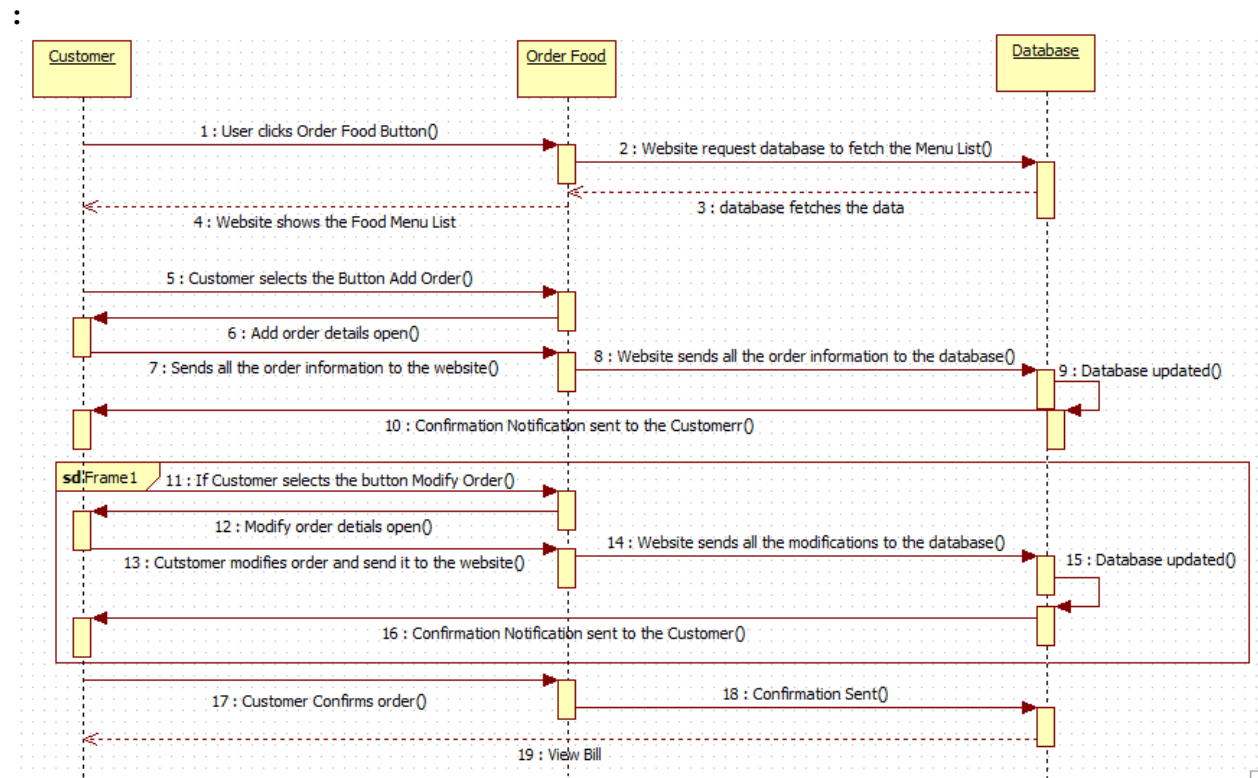 :
Customer
Order Food
Database
1 : User clicks Order Food Button()
2 : Website request database to fetch the Menu List()
3 : database fetches the data
4 : Website shows the Food Menu List
5 : Customer selects the Button Add Order()
6 : Add order details open()
7 : Sends all the order information to the website()
8 : Website sends all the order information to the database()
9 : Database updated()
10 : Confirmation Notification sent to the Customerr()
sd Frame1
11 : If Customer selects the button Modify Order()
12 : Modify order detials open()
13 : Cutstomer modifies order and send it to the website()
14 : Website sends all the modifications to the database()
15 : Database updated()
16 : Confirmation Notification sent to the Customer()
17 : Customer Confirms order()
18 : Confirmation Sent()
19 : View Bill